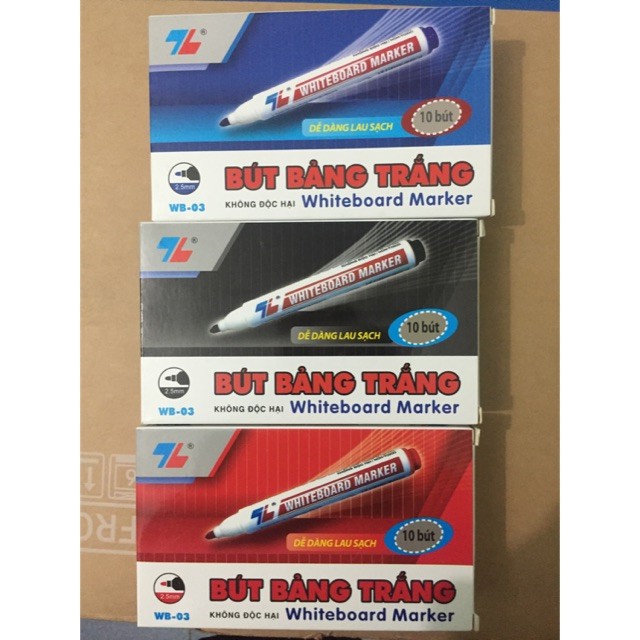 TL®
WHITEBOARD MARKER
10 bút
DỄ DÀNG LAU SẠCH
2.5mm
BÚT BẢNG TRẮNG
WB-03
KHÔNG ĐỘC HẠI Whiteboard Marker
TL®
WHITEBOARD MARKER
10 bút
DỄ DÀNG LAU SẠCH
2.5mm
BÚT BẢNG TRẮNG
WB-03
KHÔNG ĐỘC HẠI Whiteboard Marker
TL®
WHITEBOARD MARKER
10 bút
DỄ DÀNG LAU SẠCH
2.5mm
BÚT BẢNG TRẮNG
WB-03
KHÔNG ĐỘC HẠI Whiteboard Marker